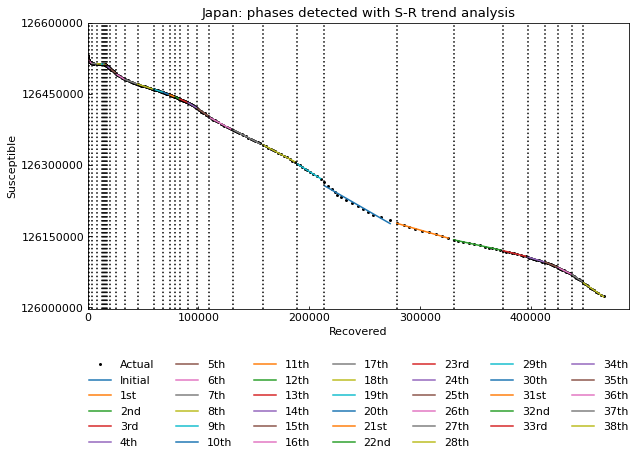 Japan: phases detected with S-R trend analysis
126600000
126450000
126300000
126150000
126000000
Susceptible
0 100000 200000 300000 400000
Recovered
Actual 5th 11th 17th 23rd 29th 34th
Initial 6th 12th 18th 24th 30th 35th
1st 7th 13th 19th 25th 31st 36th
2nd 8th 14th 20th 26th 32nd 37th
3rd 9th 15th 21st 27th 33rd 38th
4th 10th 16th 22nd 28th